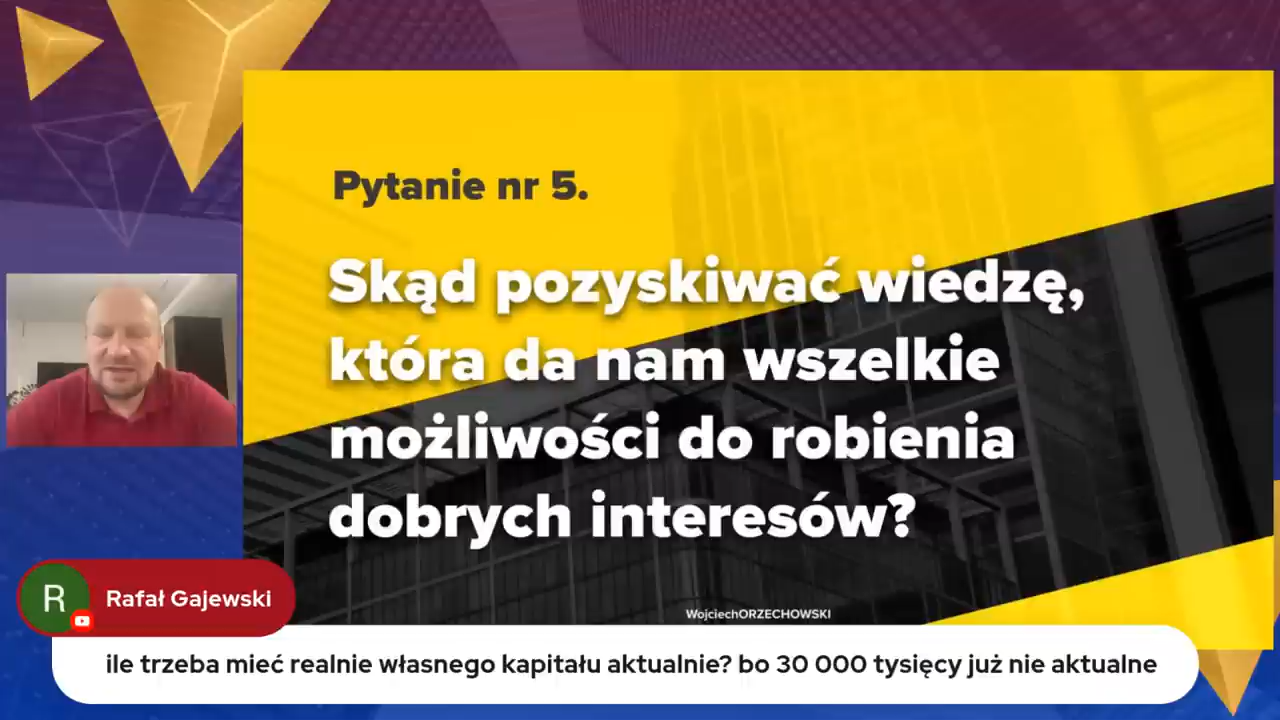 Pytanie nr 5.
Skąd pozyskiwać wiedzę,
która da nam wszelkie
możliwości do robienia
dobrych interesów?
WojciechORZECHOWSKI
R
Rafał Gajewski
ile trzeba mieć realnie własnego kapitału aktualnie? bo 30 000 tysięcy już nie aktualne